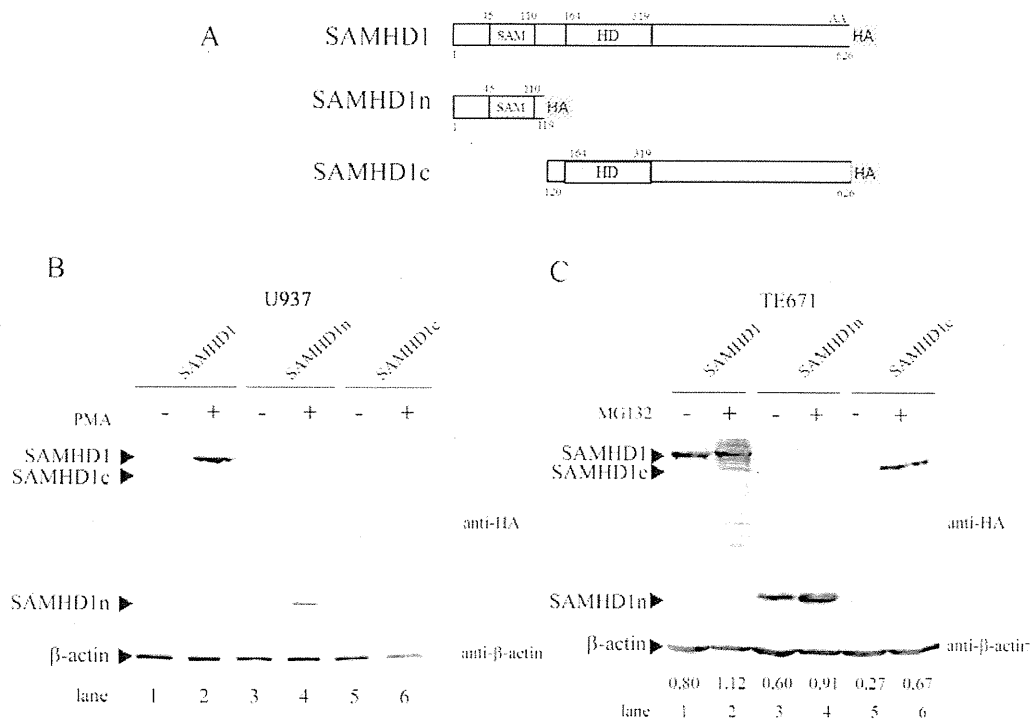 A
45 110 164 319 AA
SAMHD1 SAM HD HA
1 626
45 110
SAMHD1n SAM HA
1 119
164 319
SAMHD1c HD HA
120 626
B
U937
SAMHD1 SAMHD1n SAMHD1c
PMA - + - + - +
SAMHD1
SAMHD1c
anti-HA
SAMHD1n
β-actin anti-β-actin
lane 1 2 3 4 5 6
C
TE671
SAMHD1 SAMHD1n SAMHD1c
MG132 - + - + - +
SAMHD1
SAMHD1c
anti-HA
SAMHD1n
β-actin anti-β-actin
0,80 1,12 0,60 0,91 0,27 0,67
lane 1 2 3 4 5 6